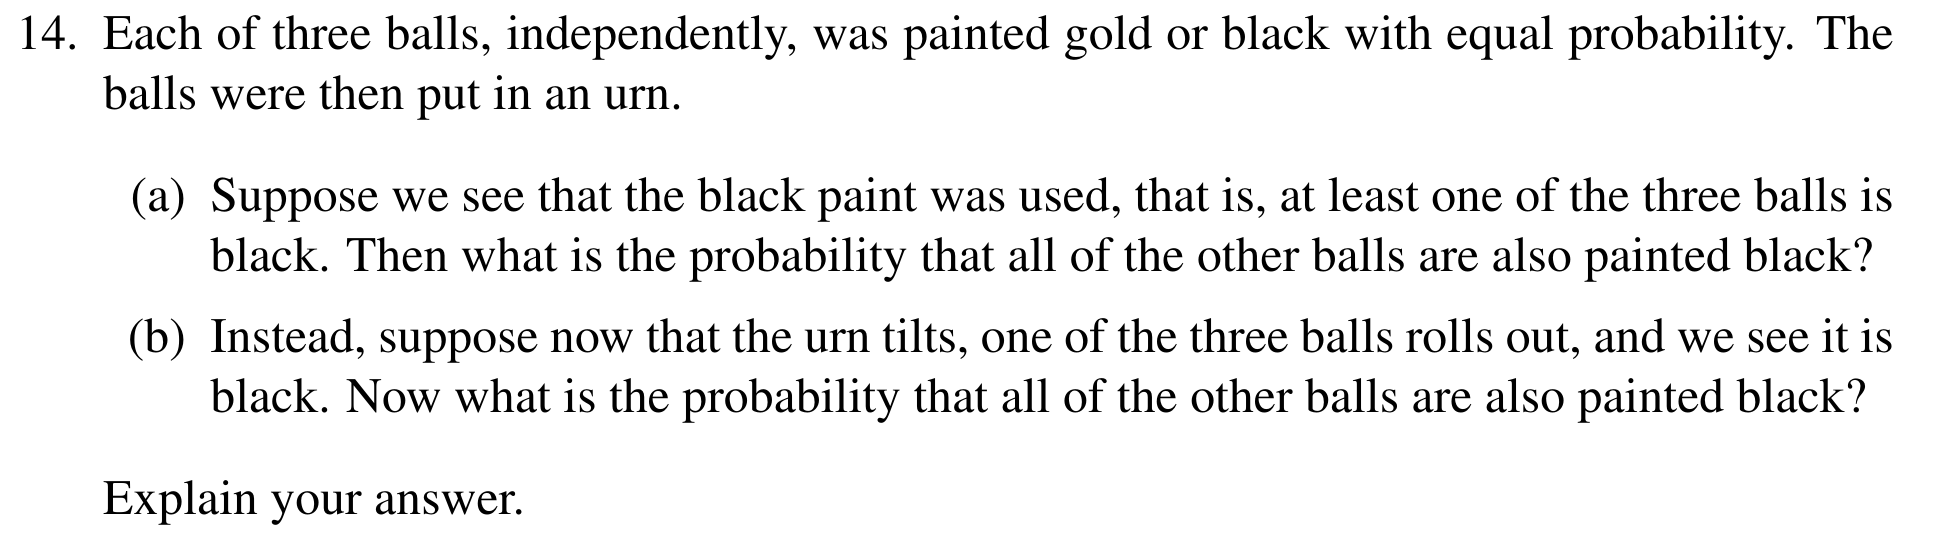 14. Each of three balls, independently, was painted gold or black with equal probability. The
balls were then put in an urn.
(a) Suppose we see that the black paint was used, that is, at least one of the three balls is
black. Then what is the probability that all of the other balls are also painted black?
(b) Instead, suppose now that the urn tilts, one of the three balls rolls out, and we see it is
black. Now what is the probability that all of the other balls are also painted black?
Explain your answer.